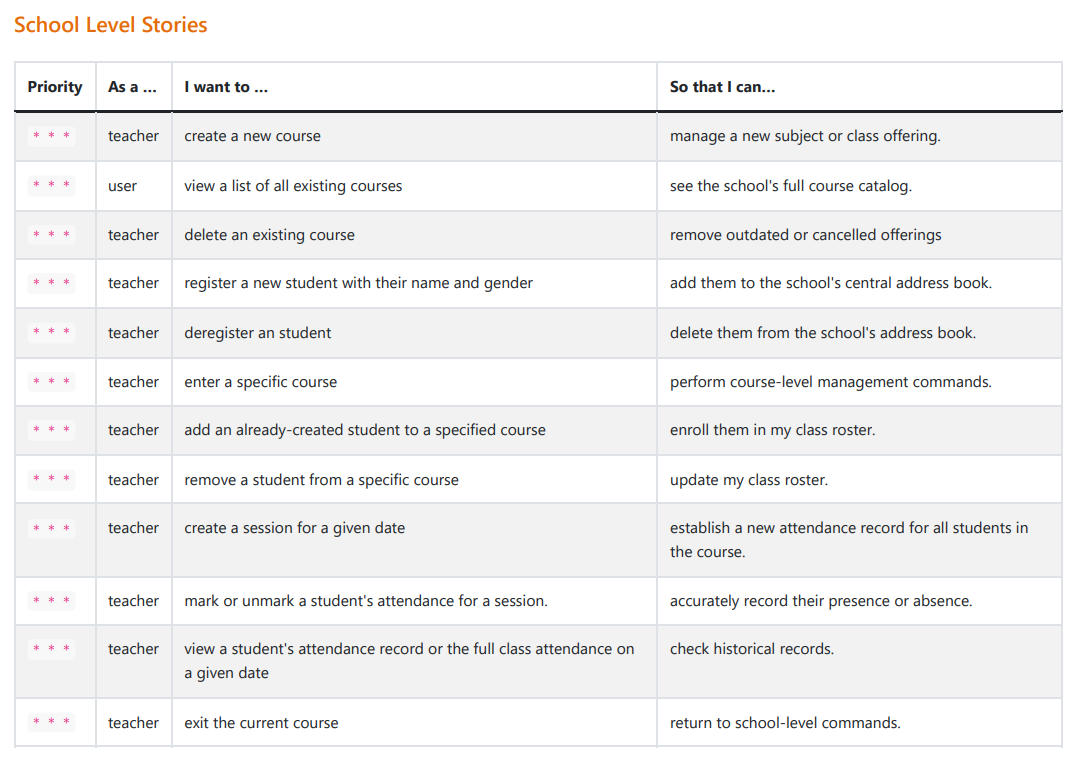 School Level Stories
Priority As a ... I want to ... So that I can...
* * * teacher create a new course manage a new subject or class offering.
* * * user view a list of all existing courses see the school's full course catalog.
* * * teacher delete an existing course remove outdated or cancelled offerings
* * * teacher register a new student with their name and gender add them to the school's central address book.
* * * teacher deregister an student delete them from the school's address book.
* * * teacher enter a specific course perform course-level management commands.
* * * teacher add an already-created student to a specified course enroll them in my class roster.
* * * teacher remove a student from a specific course update my class roster.
* * * teacher create a session for a given date establish a new attendance record for all students in
the course.
* * * teacher mark or unmark a student's attendance for a session. accurately record their presence or absence.
* * * teacher view a student's attendance record or the full class attendance on check historical records.
a given date
* * * teacher exit the current course return to school-level commands.